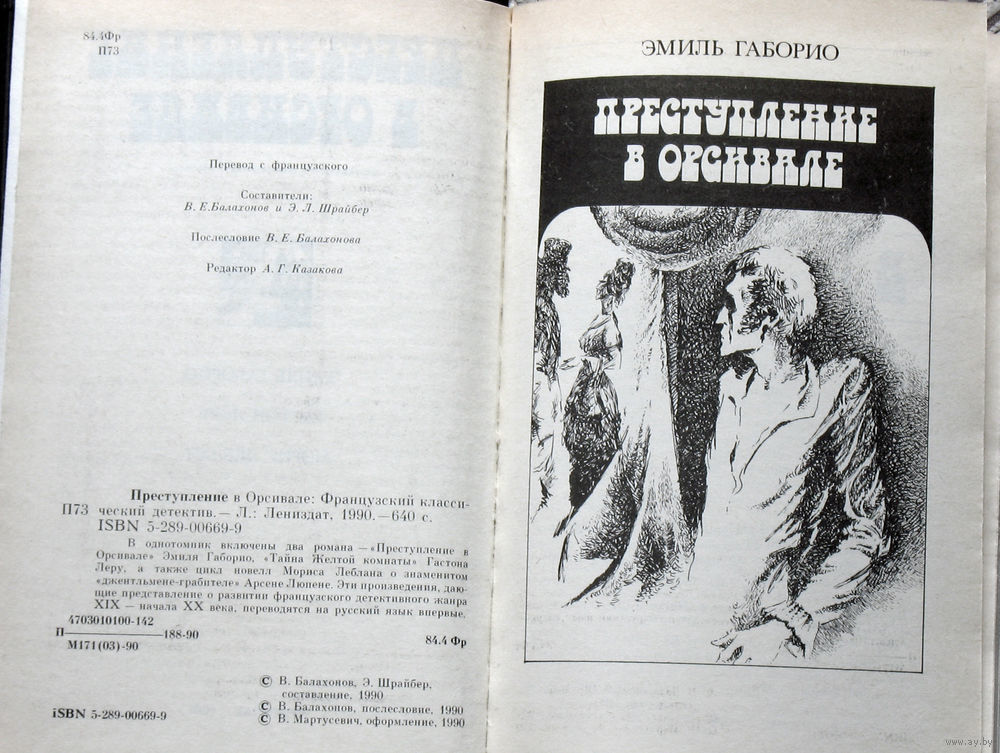 84.4Фр
П73
Перевод с французского
Составители:
В. Е.Балахонов и Э. Л. Шрайбер
Послесловие В. Е. Балахонова
Редактор А. Г. Казакова
Преступление в Орсивале: Французский класси-
П73 ческий детектив.— Л.: Лениздат, 1990.—640 с.
ISBN 5-289-00669-9
В однотомник включены два романа —«Преступление в
Орсивале» Эмиля Габорио, «Тайна Желтой комнаты» Гастона
Леру, а также цикл новелл Мориса Леблана о знаменитом
«джентльмене-грабителе» Арсене Люпене. Эти произведения, даю-
щие представление о развитии французского детективного жанра
XIX — начала XX века, переводятся на русский язык впервые.
4703010100-142
П————188-90
М171(03)-90
84.4 Фр
© В. Балахонов, Э. Шрайбер,
составление, 1990
© В. Балахонов, послесловие, 1990
© В. Мартусевич, оформление, 1990
iSBN 5-289-00669-9
ЭМИЛЬ ГАБОРИО
ПРЕСТУПЛЕНИЕ
В ОРСИВАЛЕ
www.ay.by